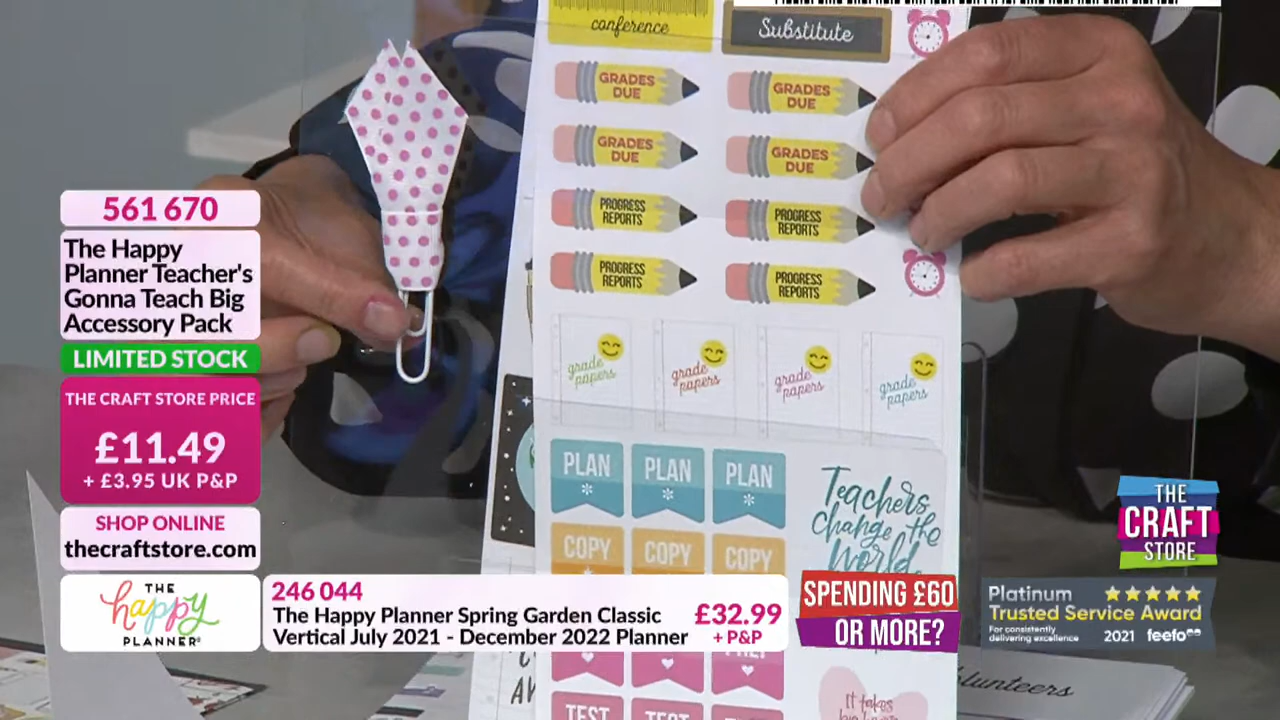 conference
Substitute
GRADES
DUE
GRADES
DUE
GRADES
DUE
GRADES
DUE
PROGRESS
REPORTS
PROGRESS
REPORTS
PROGRESS
REPORTS
PROGRESS
REPORTS
grade
papers
grade
papers
grade
papers
grade
papers
PLAN
PLAN
PLAN
COPY
COPY
COPY
Teachers
change the
world
TEST
TEST
It takes
561 670
The Happy
Planner Teacher's
Gonna Teach Big
Accessory Pack
LIMITED STOCK
THE CRAFT STORE PRICE
£11.49
+ £3.95 UK P&P
SHOP ONLINE
thecraftstore.com
THE
happy
PLANNER®
246 044
The Happy Planner Spring Garden Classic
Vertical July 2021 - December 2022 Planner
£32.99
+ P&P
SPENDING £60
OR MORE?
THE
CRAFT
STORE
Platinum
Trusted Service Award
For consistently
delivering excellence
2021 feefo